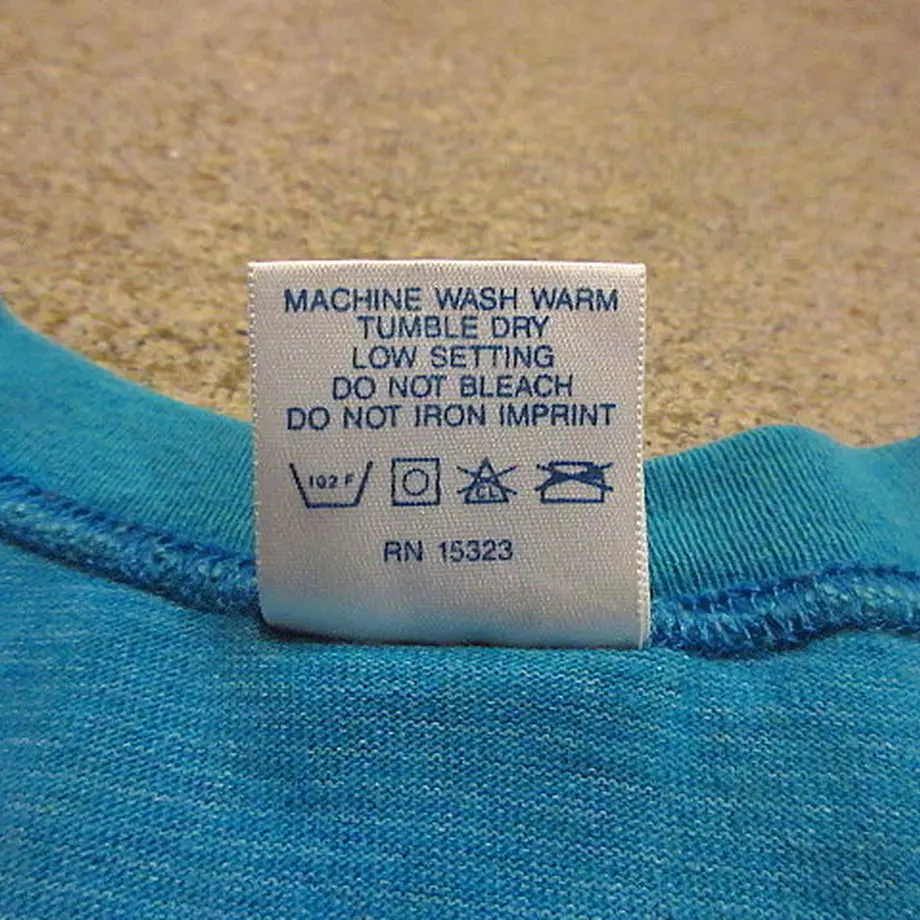 MACHINE WASH WARM
TUMBLE DRY
LOW SETTING
DO NOT BLEACH
DO NOT IRON IMPRINT
102 F CL
RN 15323